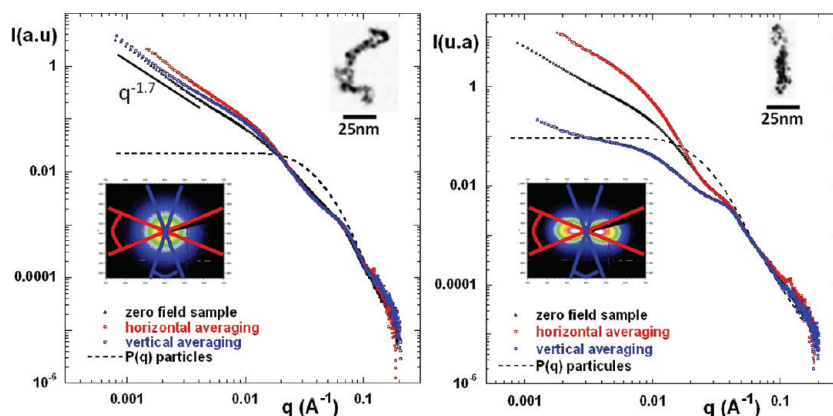 I(a.u)
1
0.01
0.0001
10-6
q-1.7
25nm
zero field sample
horizontal averaging
vertical averaging
P(q) particles
0.001
0.01
0.1
q (A-1)
I(u.a)
1
0.01
0.0001
10-6
25nm
zero field sample
horizontal averaging
vertical averaging
P(q) particules
0.001
0.01
0.1
q (A-1)